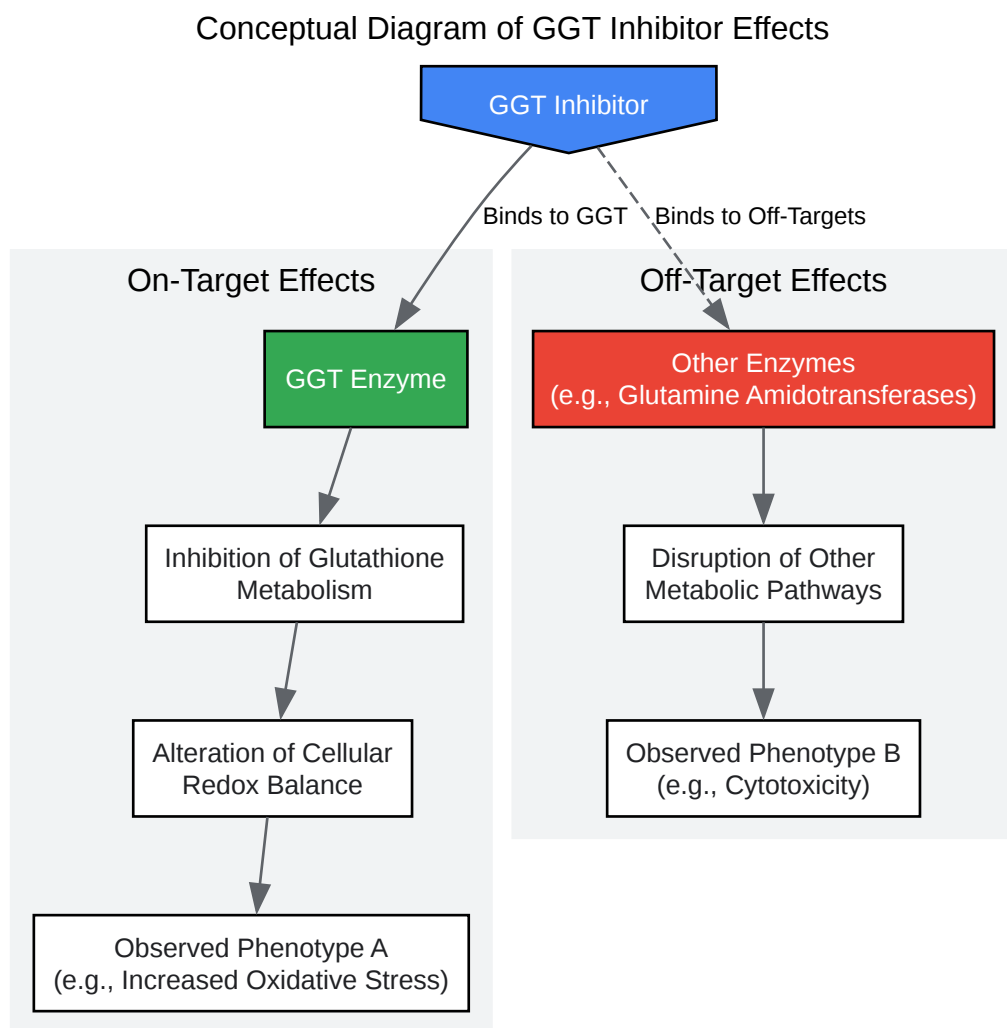 Conceptual Diagram of GGT Inhibitor Effects
GGT Inhibitor
Binds to GGT
Binds to Off-Targets
On-Target Effects
GGT Enzyme
Inhibition of Glutathione
Metabolism
Alteration of Cellular
Redox Balance
Observed Phenotype A
(e.g., Increased Oxidative Stress)
Off-Target Effects
Other Enzymes
(e.g., Glutamine Amidotransferases)
Disruption of Other
Metabolic Pathways
Observed Phenotype B
(e.g., Cytotoxicity)